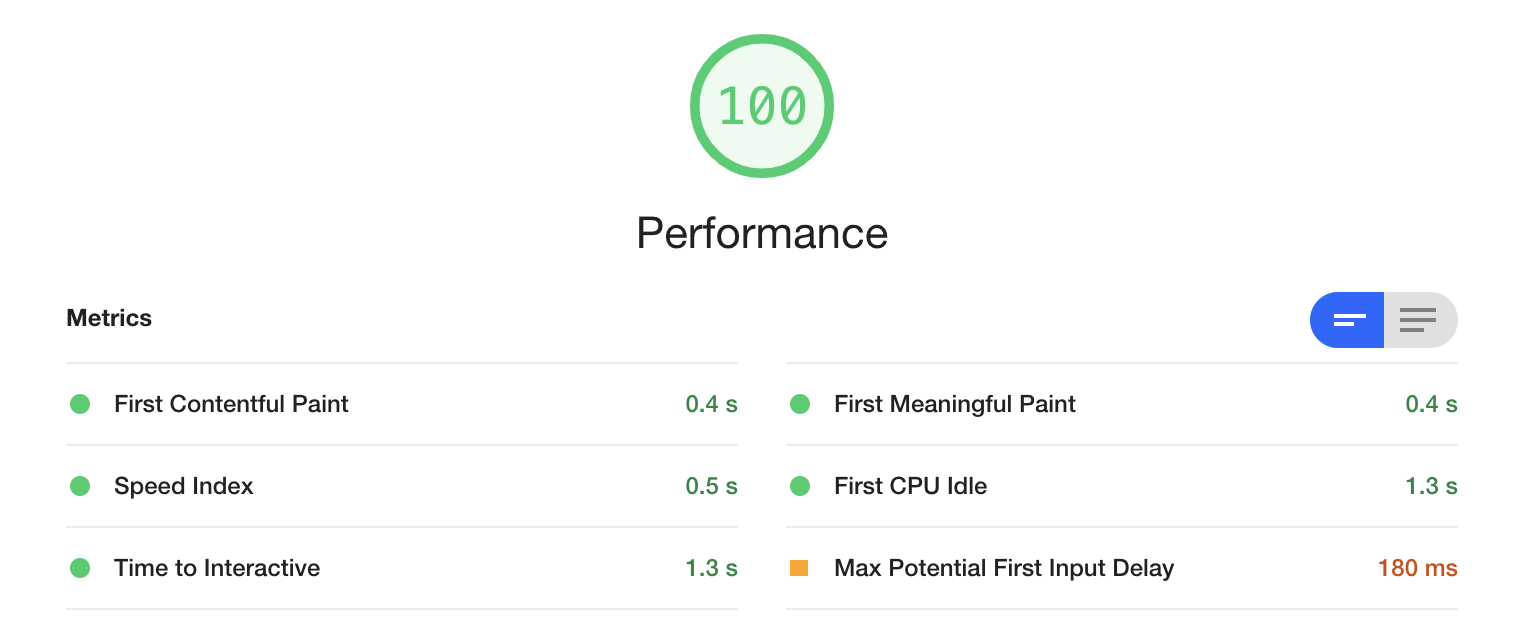 100
Performance
Metrics
First Contentful Paint 0.4 s
First Meaningful Paint 0.4 s
Speed Index 0.5 s
First CPU Idle 1.3 s
Time to Interactive 1.3 s
Max Potential First Input Delay 180 ms